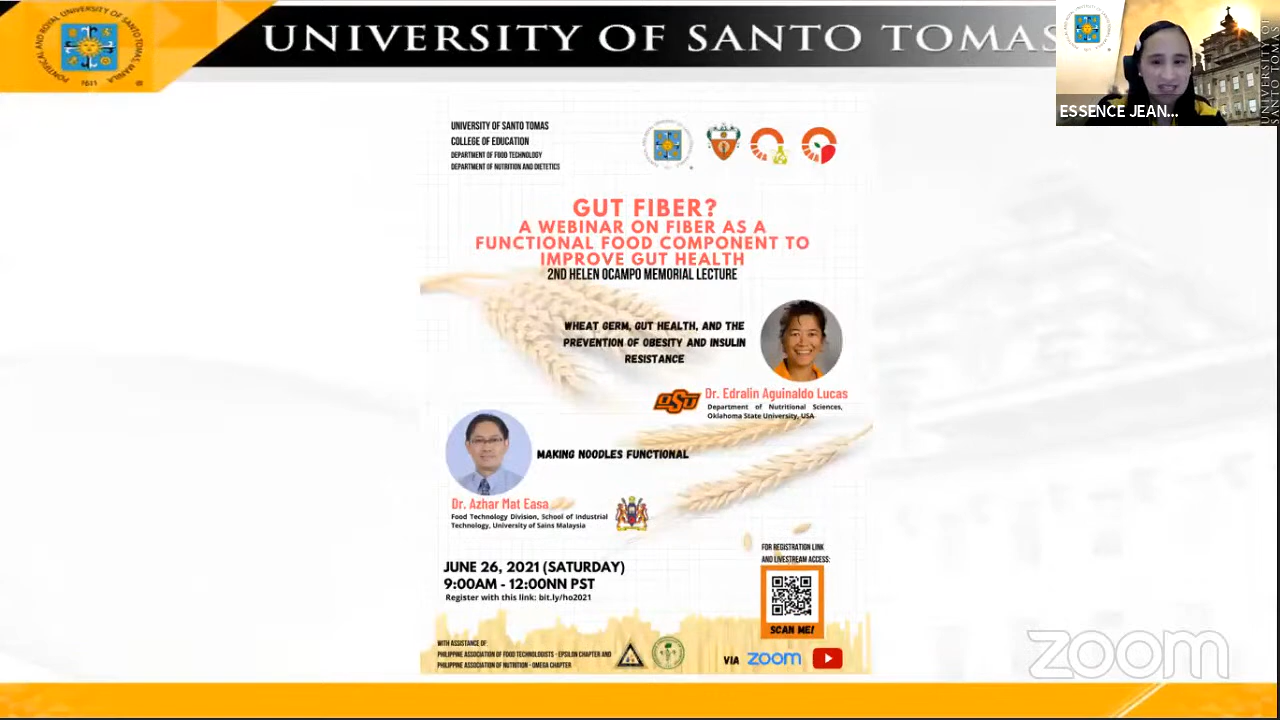 UNIVERSITY OF SANTO TOMAS
ESSENCE JEAN...
UNIVERSITY OF SANTO TOMAS
COLLEGE OF EDUCATION
DEPARTMENT OF FOOD TECHNOLOGY
DEPARTMENT OF NUTRITION AND DIETETICS
GUT FIBER?
A WEBINAR ON FIBER AS A
FUNCTIONAL FOOD COMPONENT TO
IMPROVE GUT HEALTH
2ND HELEN OCAMPO MEMORIAL LECTURE
WHEAT GERM, GUT HEALTH, AND THE
PREVENTION OF OBESITY AND INSULIN
RESISTANCE
OSU
Dr. Edralin Aguinaldo Lucas
Department of Nutritional Sciences,
Oklahoma State University, USA
MAKING NOODLES FUNCTIONAL
Dr. Azhar Mat Easa
Food Technology Division, School of Industrial
Technology, University of Sains Malaysia
JUNE 26, 2021 (SATURDAY)
9:00AM - 12:00NN PST
Register with this link: bit.ly/ho2021
FOR REGISTRATION LINK
AND LIVESTREAM ACCESS:
SCAN ME!
WITH ASSISTANCE OF:
PHILIPPINE ASSOCIATION OF FOOD TECHNOLOGISTS - EPSILON CHAPTER AND
PHILIPPINE ASSOCIATION OF NUTRITION - OMEGA CHAPTER
VIA zoom
zoom